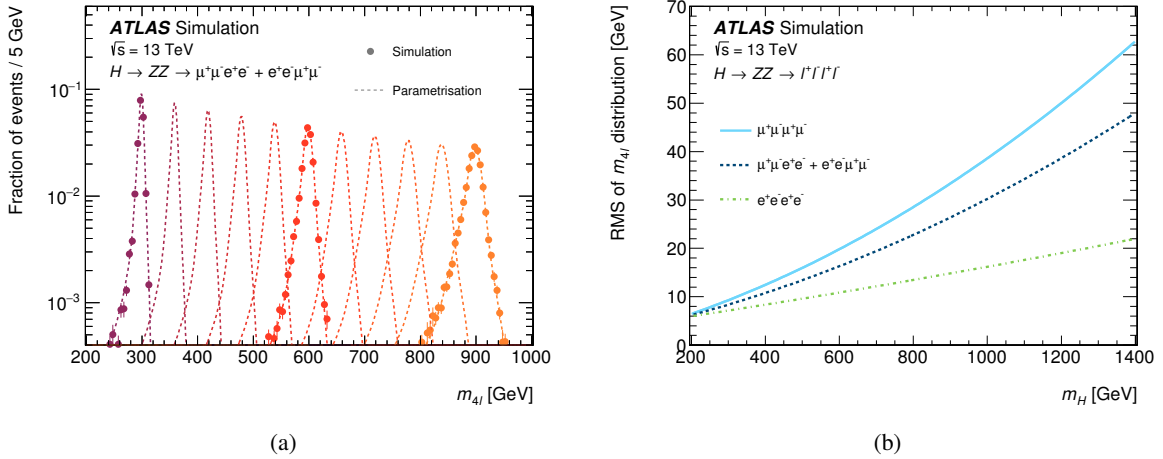 ATLAS Simulation
√s = 13 TeV
H → ZZ → μ⁺μ⁻e⁺e⁻ + e⁺e⁻μ⁺μ⁻
Simulation
Parametrisation
Fraction of events / 5 GeV
10⁻¹
10⁻²
10⁻³
200 300 400 500 600 700 800 900 1000
m₄ₗ [GeV]
(a)
ATLAS Simulation
√s = 13 TeV
H → ZZ → l⁺l⁻l⁺l⁻
μ⁺μ⁻μ⁺μ⁻
μ⁺μ⁻e⁺e⁻ + e⁺e⁻μ⁺μ⁻
e⁺e⁻e⁺e⁻
RMS of m₄ₗ distribution [GeV]
70
60
50
40
30
20
10
0
200 400 600 800 1000 1200 1400
m_H [GeV]
(b)